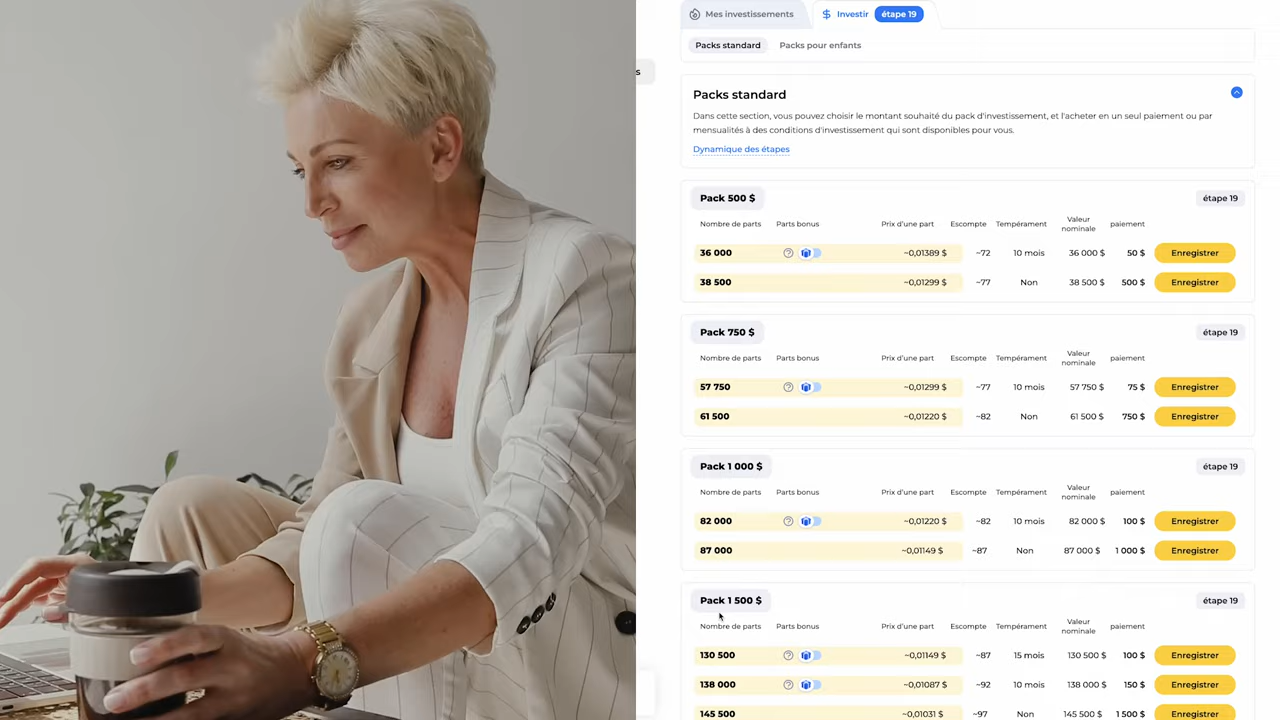 Mes investissements
Investir étape 19
s
Packs standard Packs pour enfants
Packs standard
Dans cette section, vous pouvez choisir le montant souhaité du pack d'investissement, et l'acheter en un seul paiement ou par
mensualités à des conditions d'investissement qui sont disponibles pour vous.
Dynamique des étapes
Pack 500 $ étape 19
Nombre de parts Parts bonus Prix d'une part Escompte Tempérament Valeur nominale paiement
36 000 ~0,01389 $ ~72 10 mois 36 000 $ 50 $ Enregistrer
38 500 ~0,01299 $ ~77 Non 38 500 $ 500 $ Enregistrer
Pack 750 $ étape 19
Nombre de parts Parts bonus Prix d'une part Escompte Tempérament Valeur nominale paiement
57 750 ~0,01299 $ ~77 10 mois 57 750 $ 75 $ Enregistrer
61 500 ~0,01220 $ ~82 Non 61 500 $ 750 $ Enregistrer
Pack 1 000 $ étape 19
Nombre de parts Parts bonus Prix d'une part Escompte Tempérament Valeur nominale paiement
82 000 ~0,01220 $ ~82 10 mois 82 000 $ 100 $ Enregistrer
87 000 ~0,01149 $ ~87 Non 87 000 $ 1 000 $ Enregistrer
Pack 1 500 $ étape 19
Nombre de parts Parts bonus Prix d'une part Escompte Tempérament Valeur nominale paiement
130 500 ~0,01149 $ ~87 15 mois 130 500 $ 100 $ Enregistrer
138 000 ~0,01087 $ ~92 10 mois 138 000 $ 150 $ Enregistrer
145 500 ~0,01031 $ ~97 Non 145 500 $ 1 500 $ Enregistrer